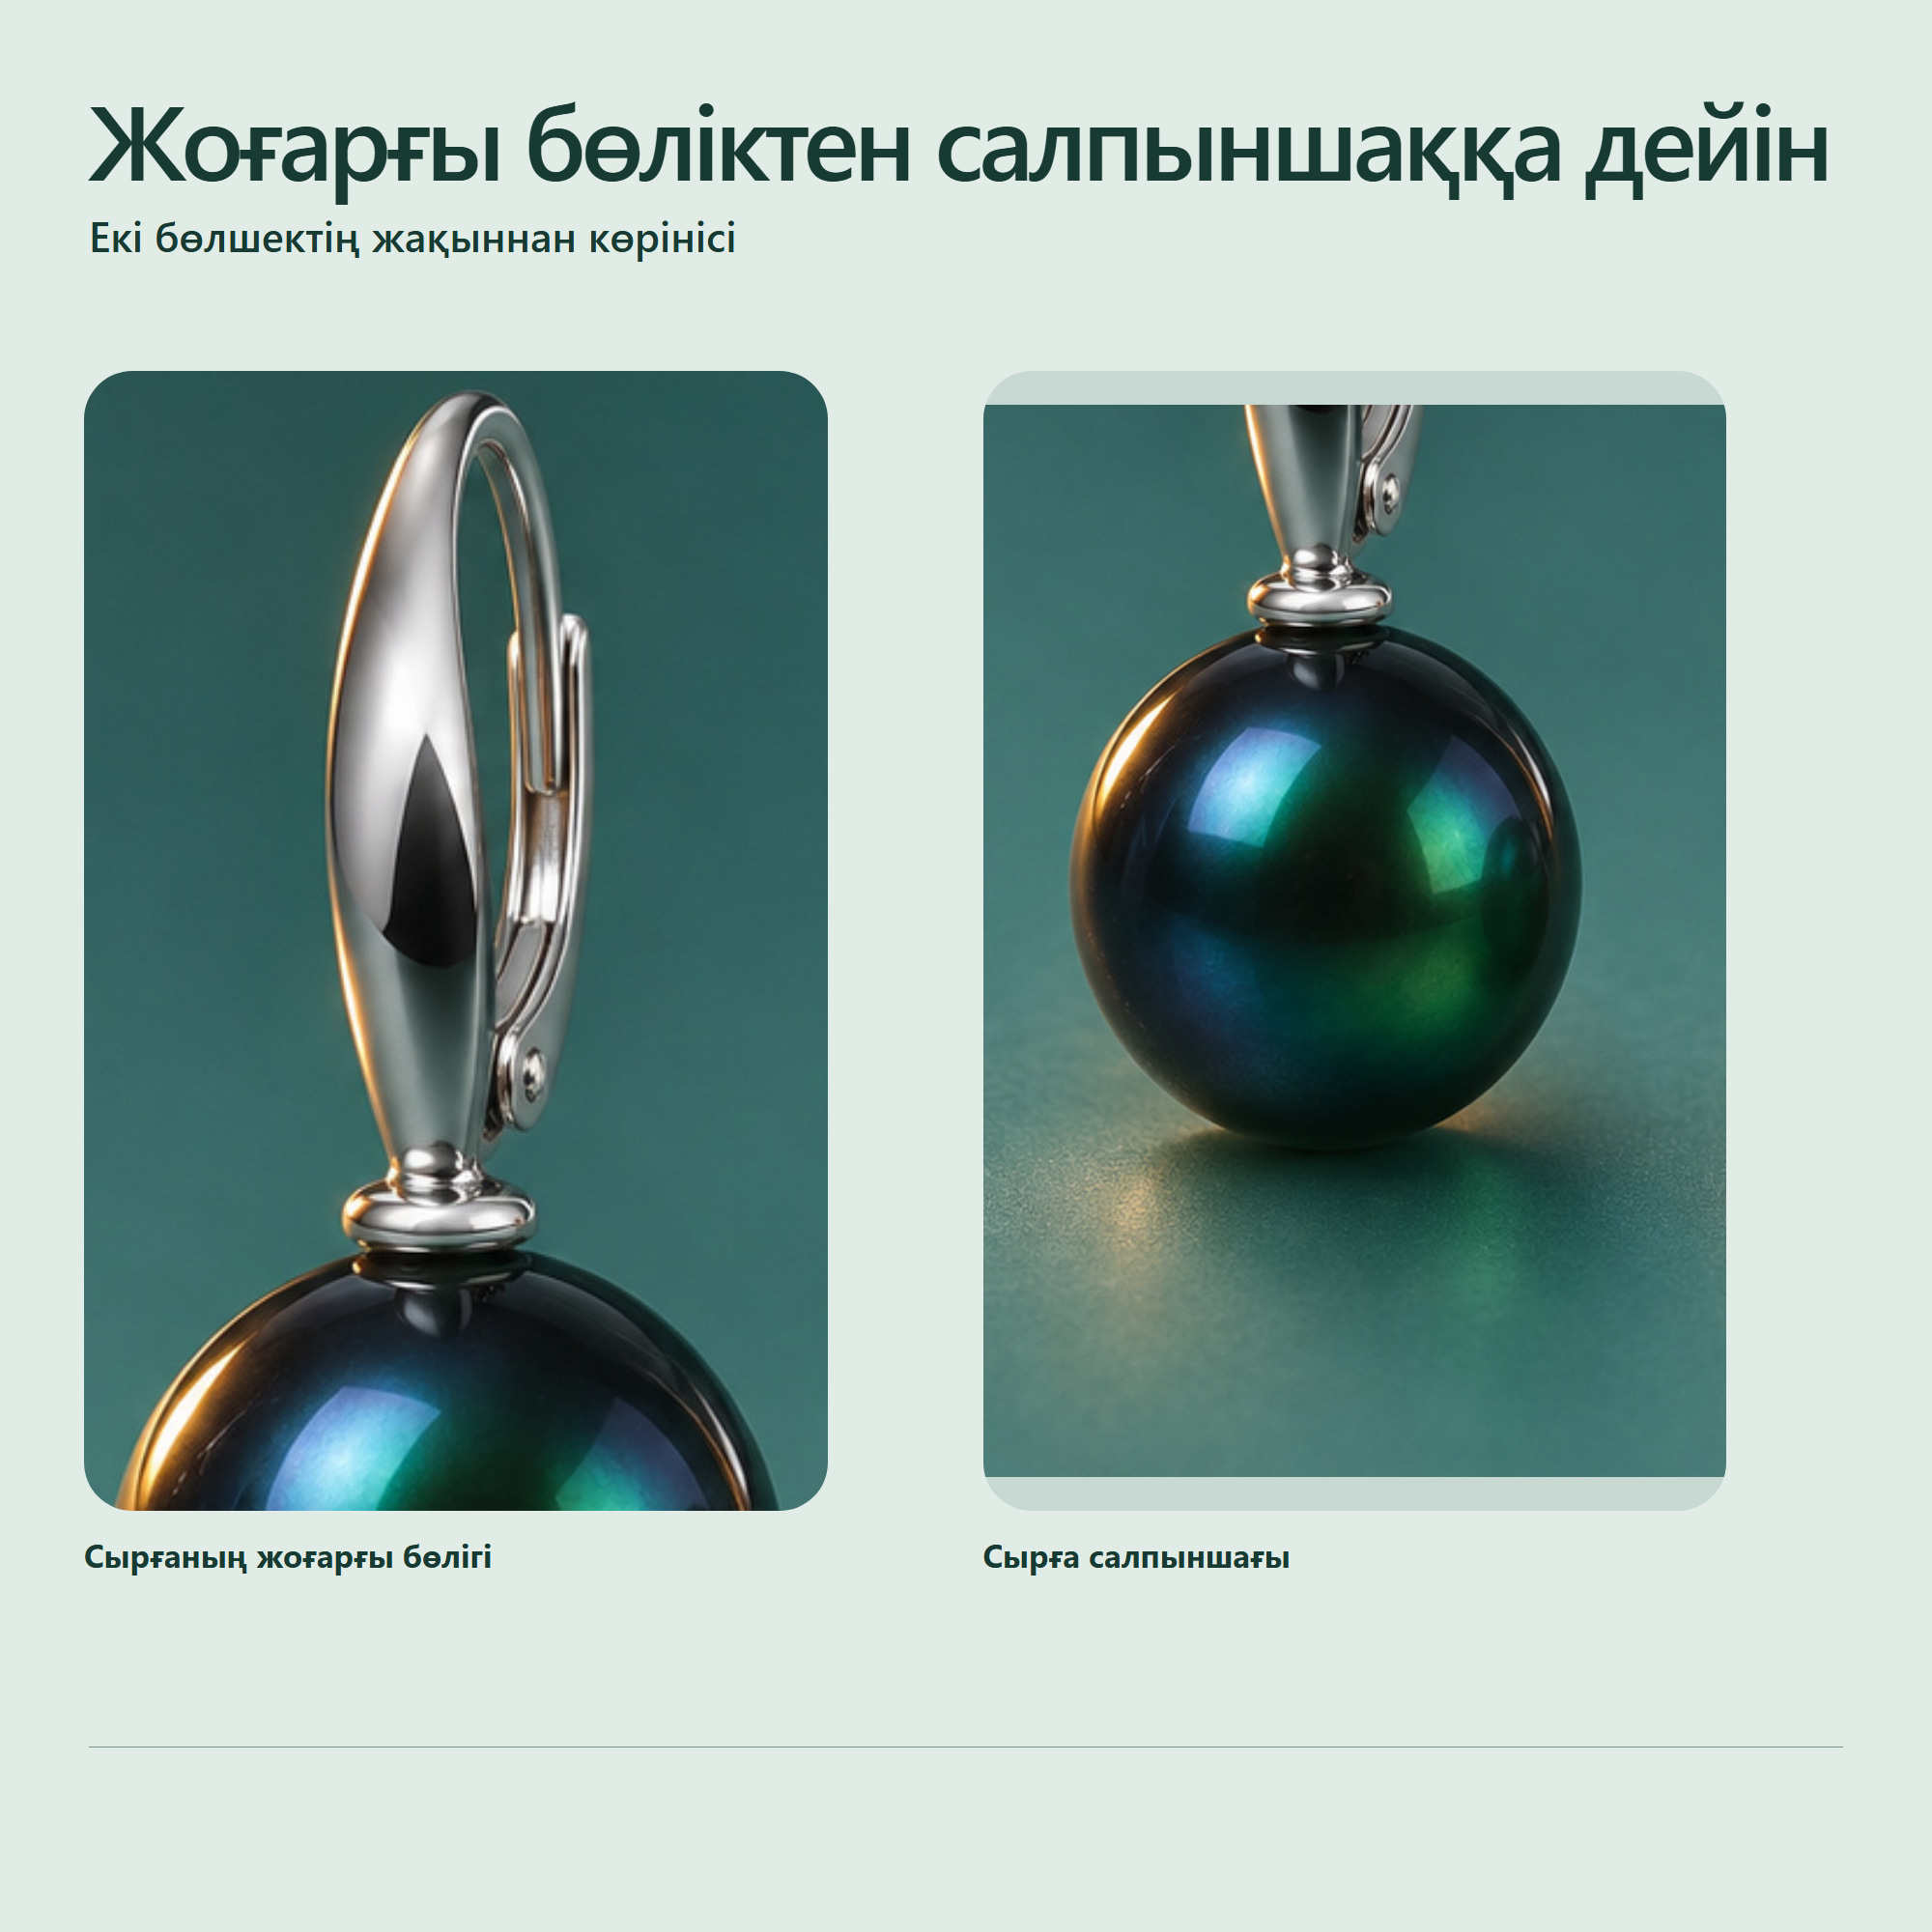 Жоғарғы бөліктен салпыншаққа дейін
Екі бөлшектің жақыннан көрінісі
Сырғаның жоғарғы бөлігі
Сырға салпыншағы